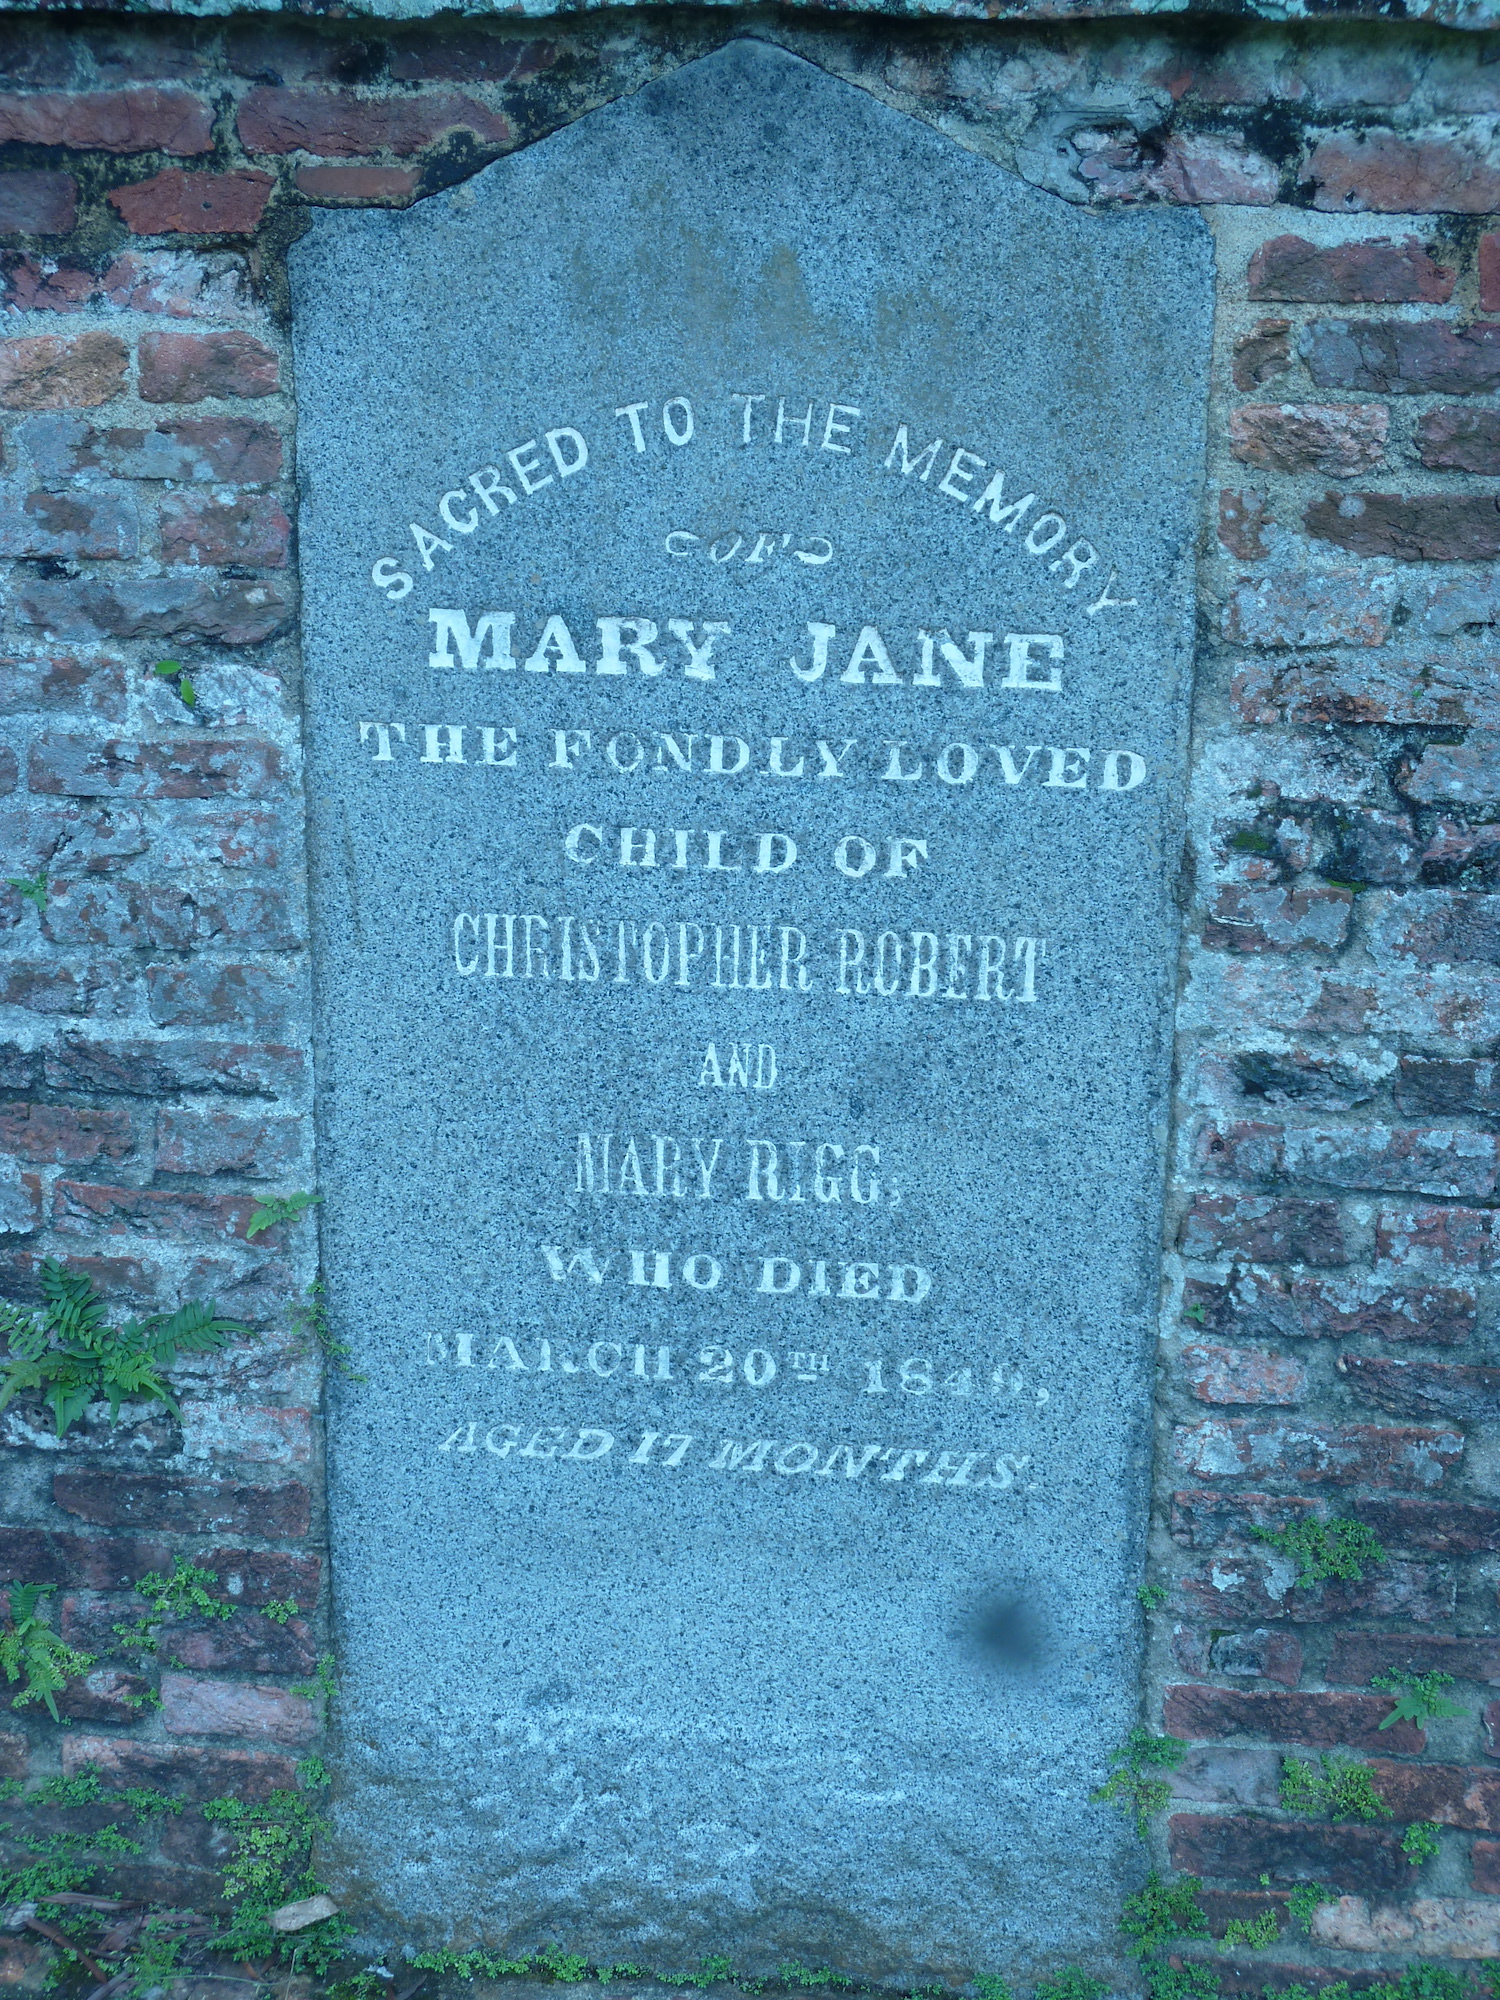 SACRED TO THE MEMORY
OF
MARY JANE
THE FONDLY LOVED
CHILD OF
CHRISTOPHER ROBERT
AND
MARY RIGG;
WHO DIED
MARCH 20TH 1849,
AGED 17 MONTHS.